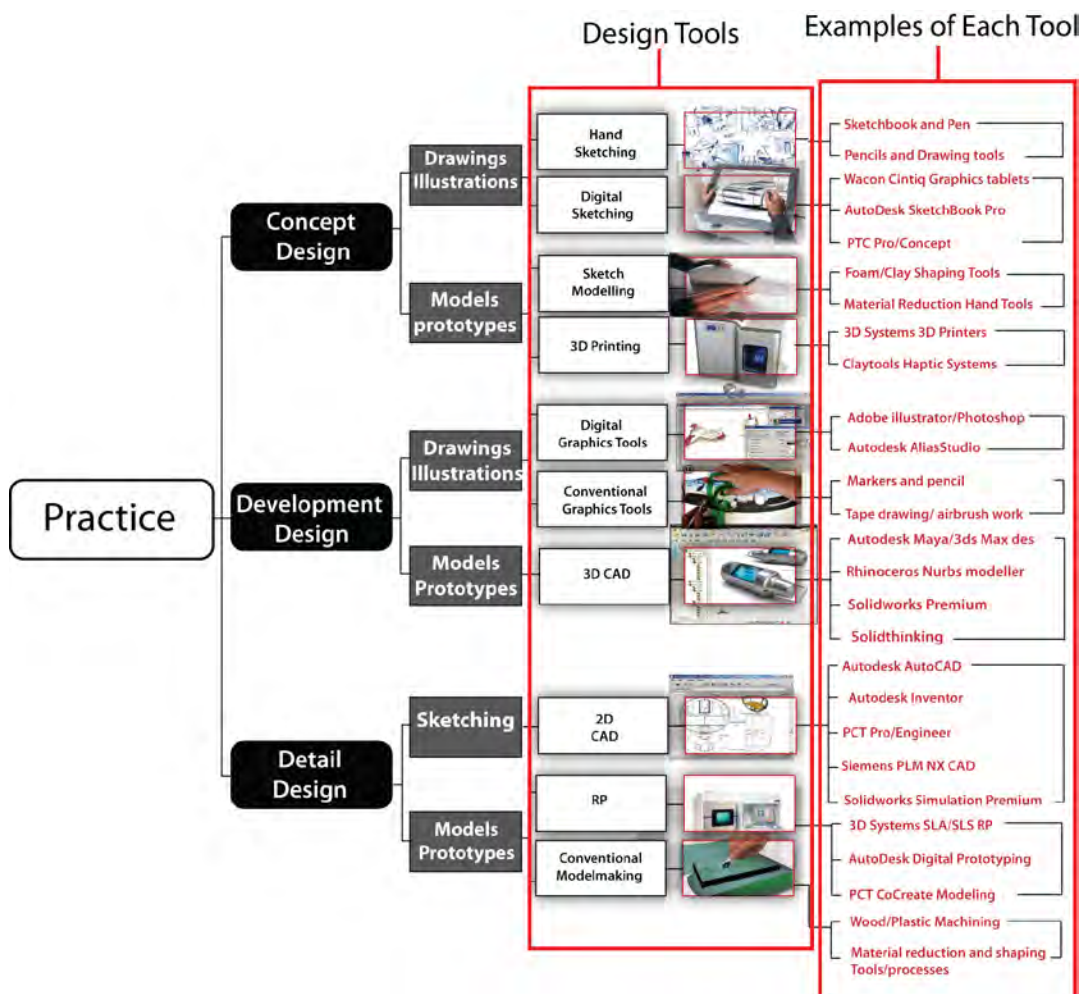 Design Tools
Examples of Each Tool
Practice
Concept
Design
Drawings
Illustrations
Hand
Sketching
Sketchbook and Pen
Pencils and Drawing tools
Digital
Sketching
Wacon Cintiq Graphics tablets
AutoDesk SketchBook Pro
PTC Pro/Concept
Models
prototypes
Sketch
Modelling
Foam/Clay Shaping Tools
Material Reduction Hand Tools
3D Printing
3D Systems 3D Printers
Claytools Haptic Systems
Development
Design
Drawings
Illustrations
Digital
Graphics Tools
Adobe illustrator/Photoshop
Autodesk AliasStudio
Conventional
Graphics Tools
Markers and pencil
Tape drawing/ airbrush work
Models
Prototypes
3D CAD
Autodesk Maya/3ds Max des
Rhinoceros Nurbs modeller
Solidworks Premium
Solidthinking
Detail
Design
Sketching
2D
CAD
Autodesk AutoCAD
Autodesk Inventor
PCT Pro/Engineer
Siemens PLM NX CAD
Solidworks Simulation Premium
Models
Prototypes
RP
3D Systems SLA/SLS RP
AutoDesk Digital Prototyping
PCT CoCreate Modeling
Conventional
Modelmaking
Wood/Plastic Machining
Material reduction and shaping
Tools/processes